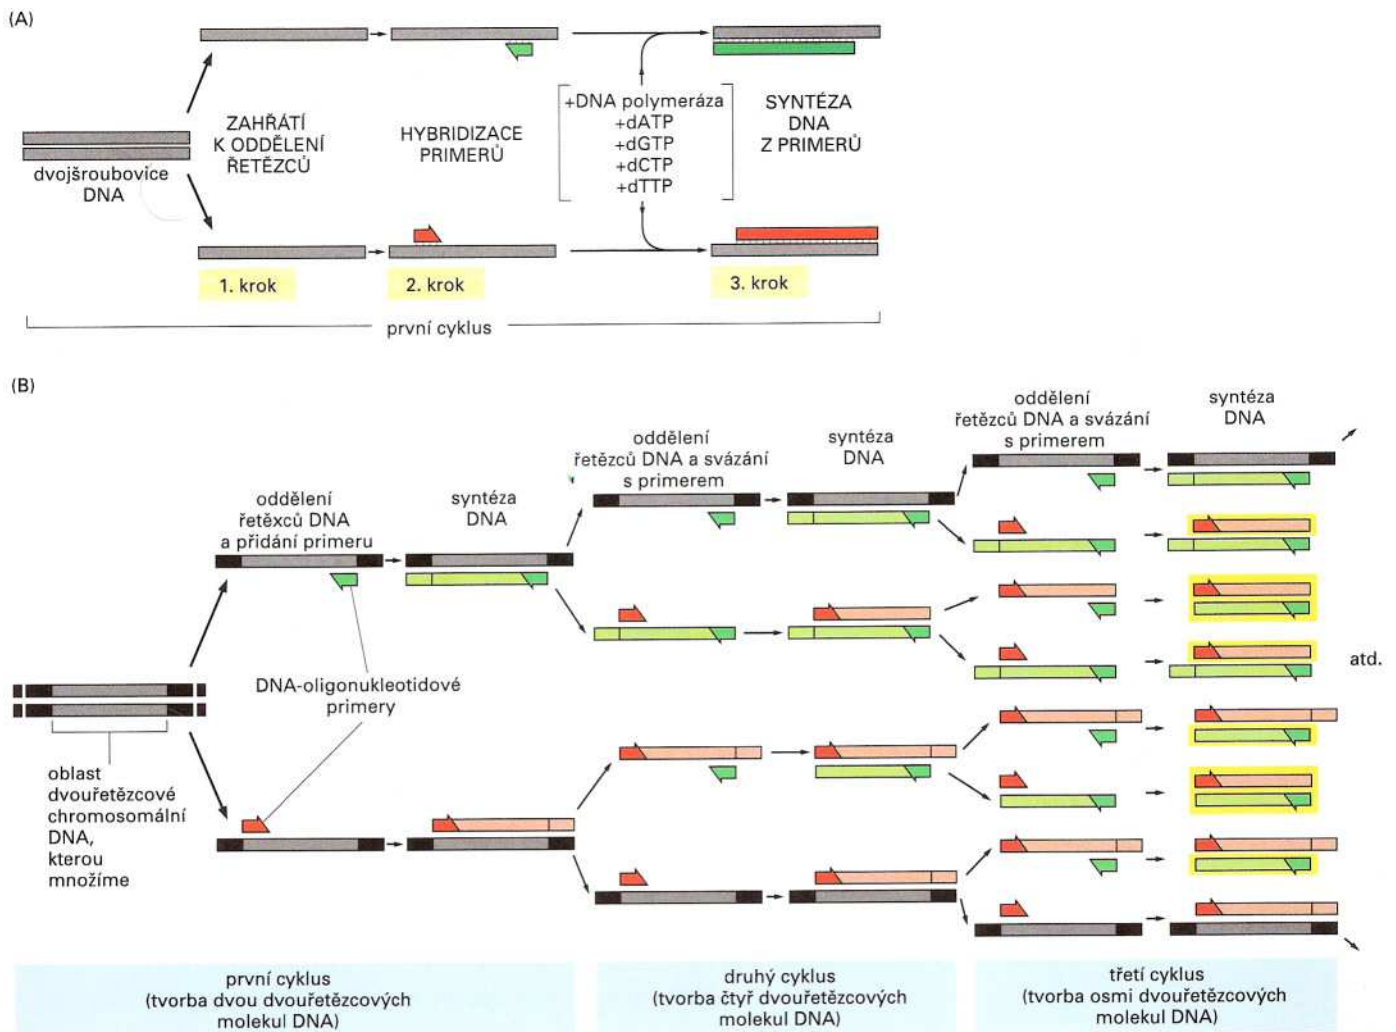 (A)
dvojšroubovice
DNA
ZAHŘÁTÍ
K ODDĚLENÍ
ŘETĚZCŮ
HYBRIDIZACE
PRIMERŮ
+DNA polymeráza
+dATP
+dGTP
+dCTP
+dTTP
SYNTÉZA
DNA
Z PRIMERŮ
1. krok
2. krok
3. krok
první cyklus
(B)
oddělení
řetěxců DNA
a přidání primeru
syntéza
DNA
oddělení
řetězců DNA a svázání
s primerem
syntéza
DNA
oddělení
řetězců DNA a svázání
s primerem
syntéza
DNA
DNA-oligonukleotidové
primery
oblast
dvouřetězcové
chromosomální
DNA,
kterou
množíme
atd.
první cyklus
(tvorba dvou dvouřetězcových
molekul DNA)
druhý cyklus
(tvorba čtyř dvouřetězcových
molekul DNA)
třetí cyklus
(tvorba osmi dvouřetězcových
molekul DNA)